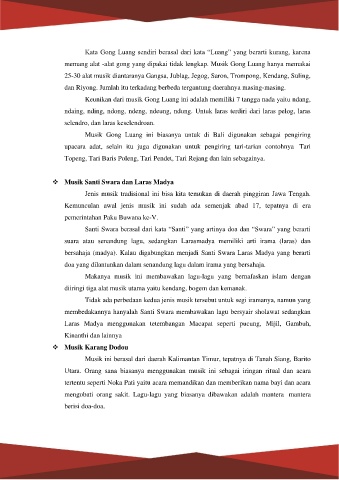 Kata Gong Luang sendiri berasal dari kata "Luang" yang berarti kurang, karena
memang alat -alat gong yang dipakai tidak lengkap. Musik Gong Luang hanya memakai
25-30 alat musik diantaranya Gangsa, Jublag, Jegog, Saron, Trompong, Kendang, Suling,
dan Riyong. Jumlah itu terkadang berbeda tergantung daerahnya masing-masing.
Keunikan dari musik Gong Luang ini adalah memiliki 7 tangga nada yaitu ndang,
ndaing, nding, ndong, ndeng, ndeung, ndung. Untuk laras terdiri dari laras pelog, laras
selendro, dan laras keselendroan.
Musik Gong Luang ini biasanya untuk di Bali digunakan sebagai pengiring
upacara adat, selain itu juga digunakan untuk pengiring tari-tarian contohnya Tari
Topeng, Tari Baris Poleng, Tari Pendet, Tari Rejang dan lain sebagainya.
❖ Musik Santi Swara dan Laras Madya
Jenis musik tradisional ini bisa kita temukan di daerah pinggiran Jawa Tengah.
Kemunculan awal jenis musik ini sudah ada semenjak abad 17, tepatnya di era
pemerintahan Paku Buwana ke-V.
Santi Swara berasal dari kata "Santi" yang artinya doa dan "Swara" yang berarti
suara atau senandung lagu, sedangkan Larasmadya memiliki arti irama (laras) dan
bersahaja (madya). Kalau digabungkan menjadi Santi Swara Laras Madya yang berarti
doa yang dilantunkan dalam senandung lagu dalam irama yang bersahaja.
Makanya musik ini membawakan lagu-lagu yang bernafaskan islam dengan
diiringi tiga alat musik utama yaitu kendang, bogem dan kemanak.
Tidak ada perbedaan kedua jenis musik tersebut untuk segi iramanya, namun yang
membedakannya hanyalah Santi Swara membawakan lagu bersyair sholawat sedangkan
Laras Madya menggunakan tetembangan Macapat seperti pucung, Mijil, Gambuh,
Kinanthi dan lainnya.
❖ Musik Karang Dodou
Musik ini berasal dari daerah Kalimantan Timur, tepatnya di Tanah Siang, Barito
Utara. Orang sana biasanya menggunakan musik ini sebagai iringan ritual dan acara
tertentu seperti Noka Pati yaitu acara memandikan dan memberikan nama bayi dan acara
mengobati orang sakit. Lagu-lagu yang biasanya dibawakan adalah mantera mantera
berisi doa-doa.